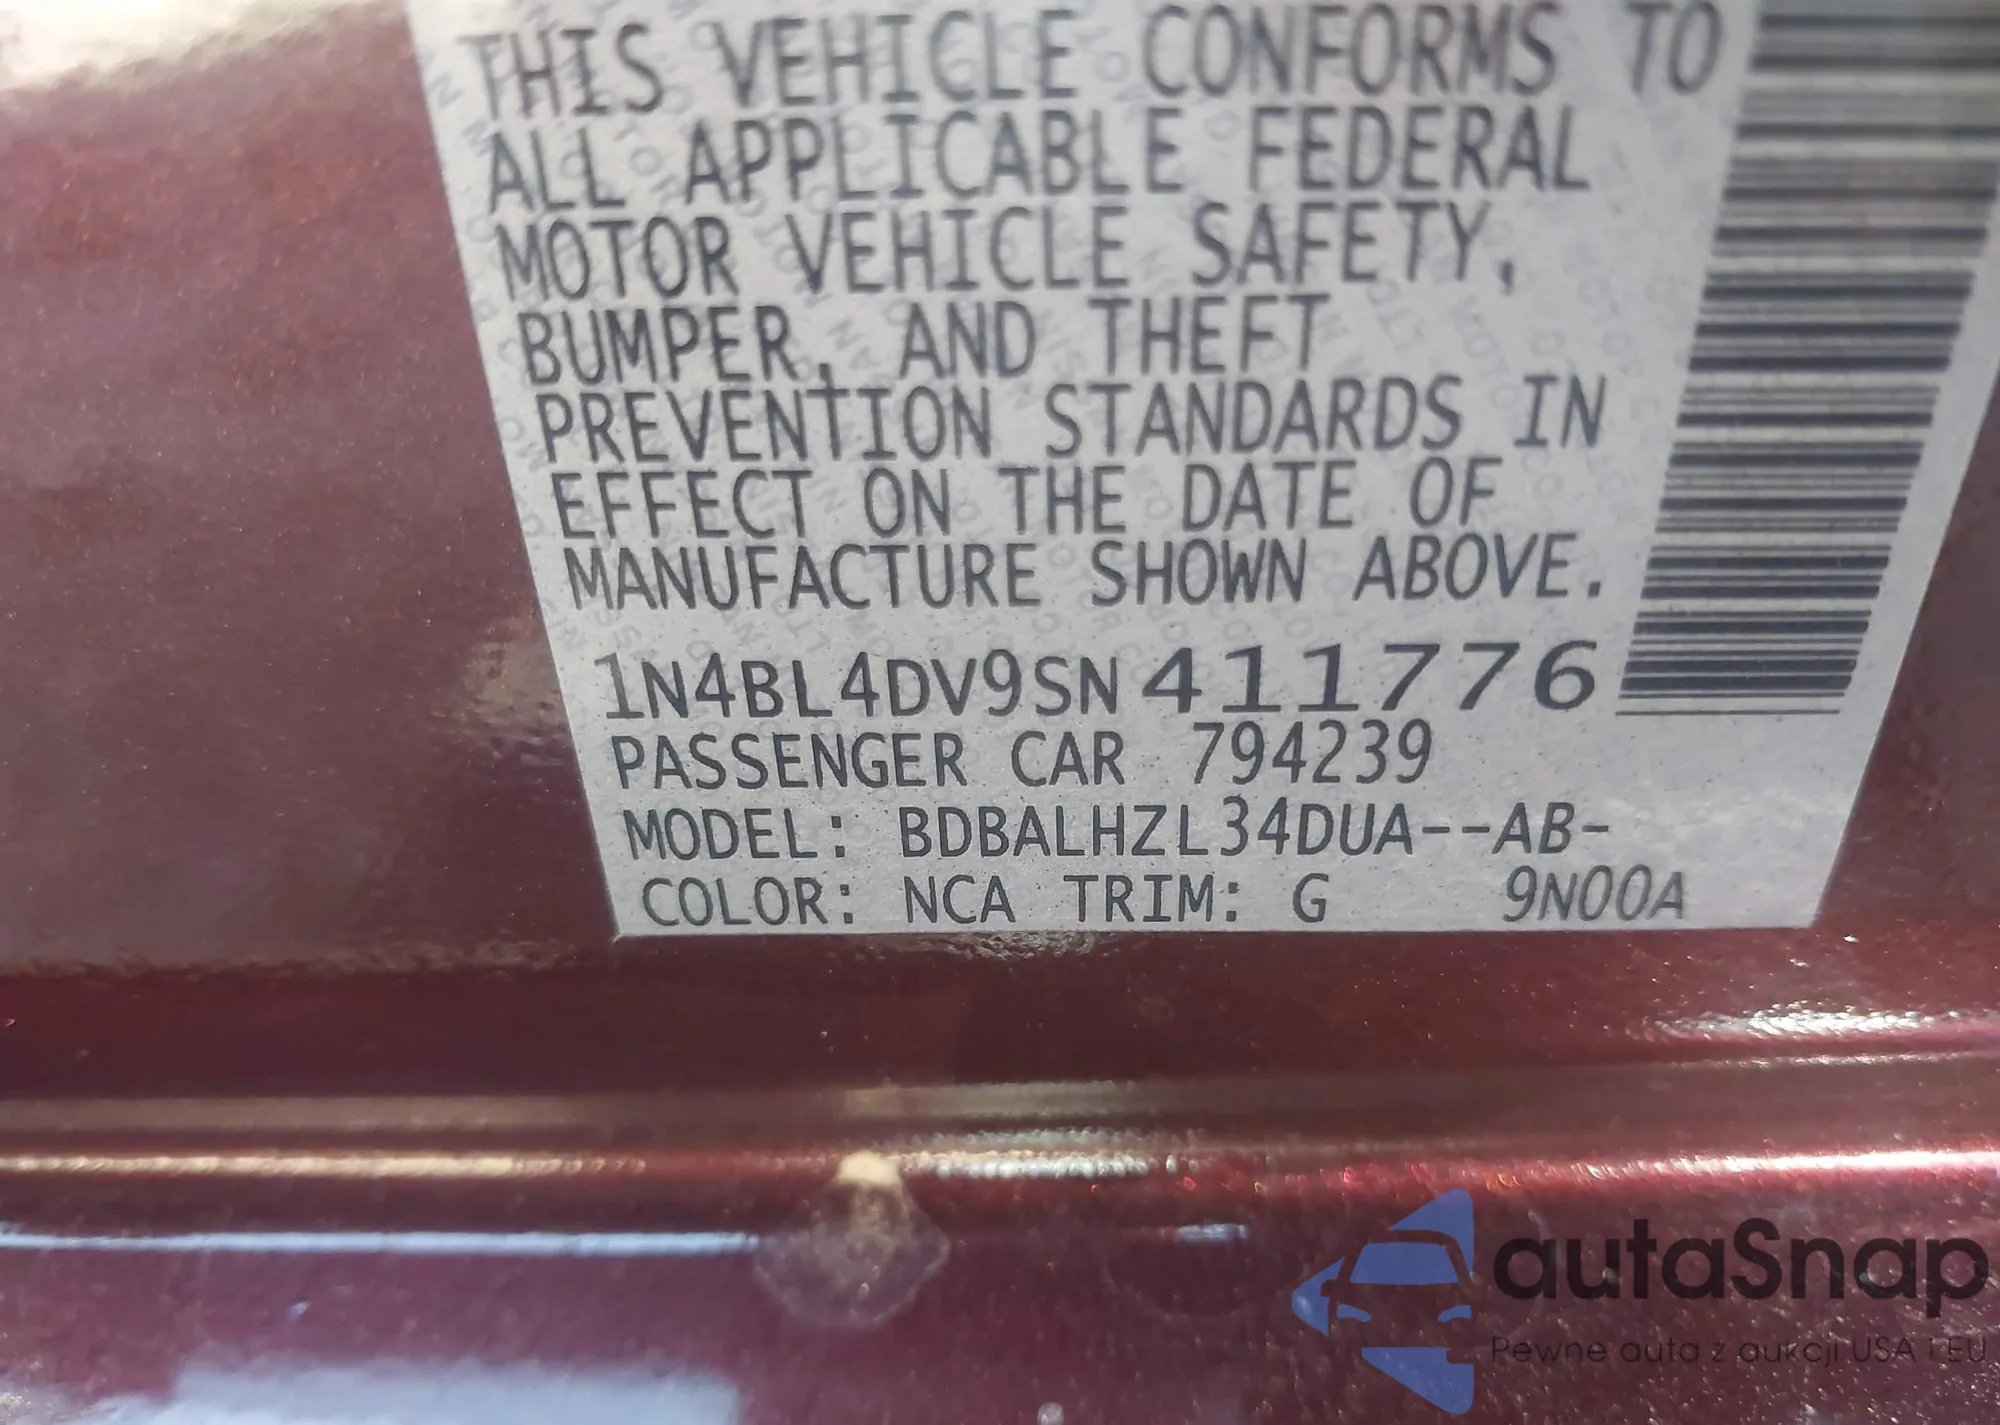 THIS VEHICLE CONFORMS TO
ALL APPLICABLE FEDERAL
MOTOR VEHICLE SAFETY,
BUMPER, AND THEFT
PREVENTION STANDARDS IN
EFFECT ON THE DATE OF
MANUFACTURE SHOWN ABOVE.
1N4BL4DV9SN411776
PASSENGER CAR 794239
MODEL: BDBALHZL34DUA--AB-
COLOR: NCA TRIM: G 9N00A
autaSnap
Pewne auta z aukcji USA i EU